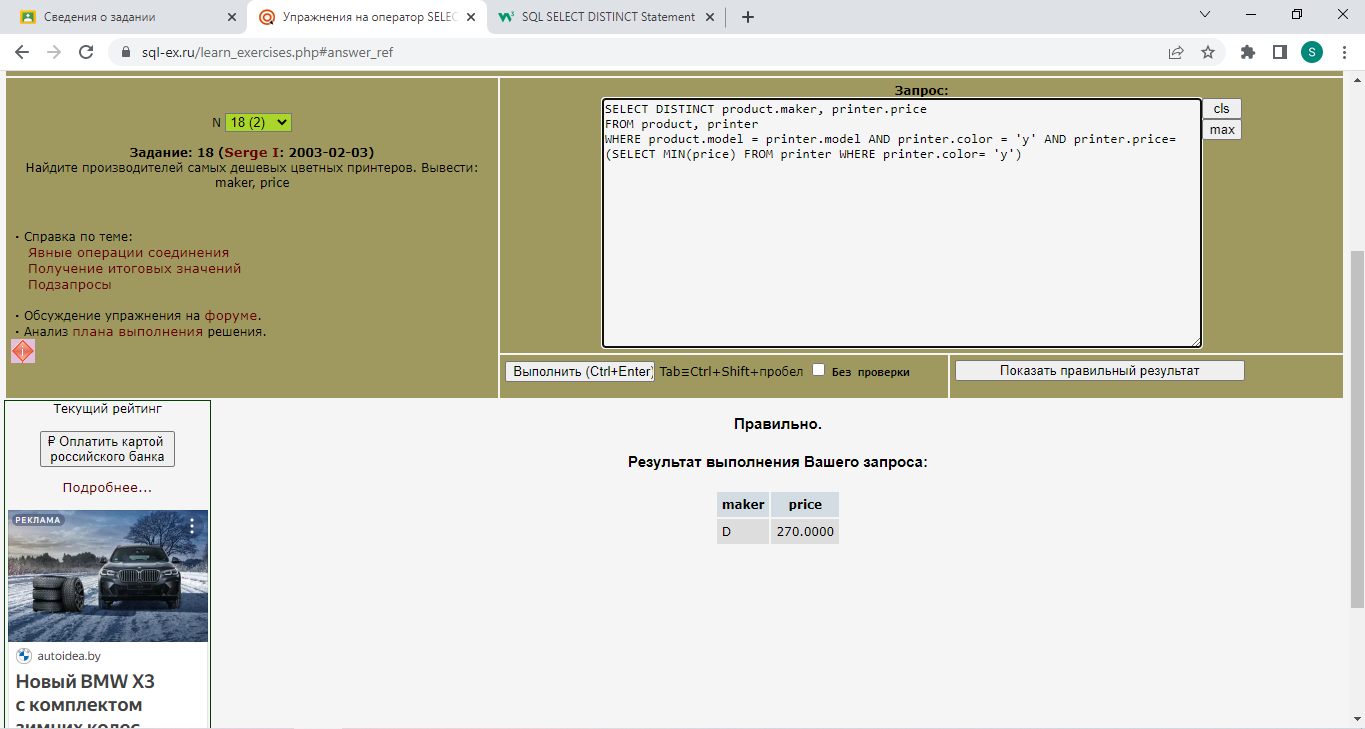 Сведения о задании
Упражнения на оператор SELEC
SQL SELECT DISTINCT Statement
sql-ex.ru/learn_exercises.php#answer_ref
S
N 18 (2)
Задание: 18 (Serge I: 2003-02-03)
Найдите производителей самых дешевых цветных принтеров. Вывести:
maker, price
· Справка по теме:
Явные операции соединения
Получение итоговых значений
Подзапросы
· Обсуждение упражнения на форуме.
· Анализ плана выполнения решения.
Запрос:
SELECT DISTINCT product.maker, printer.price
FROM product, printer
WHERE product.model = printer.model AND printer.color = 'y' AND printer.price=
(SELECT MIN(price) FROM printer WHERE printer.color= 'y')
cls
max
Выполнить (Ctrl+Enter) Tab≡Ctrl+Shift+пробел Без проверки
Показать правильный результат
Текущий рейтинг
₽ Оплатить картой
российского банка
Подробнее...
РЕКЛАМА
autoidea.by
Новый BMW X3
с комплектом
зимних колес
Правильно.
Результат выполнения Вашего запроса:
maker price
D 270.0000